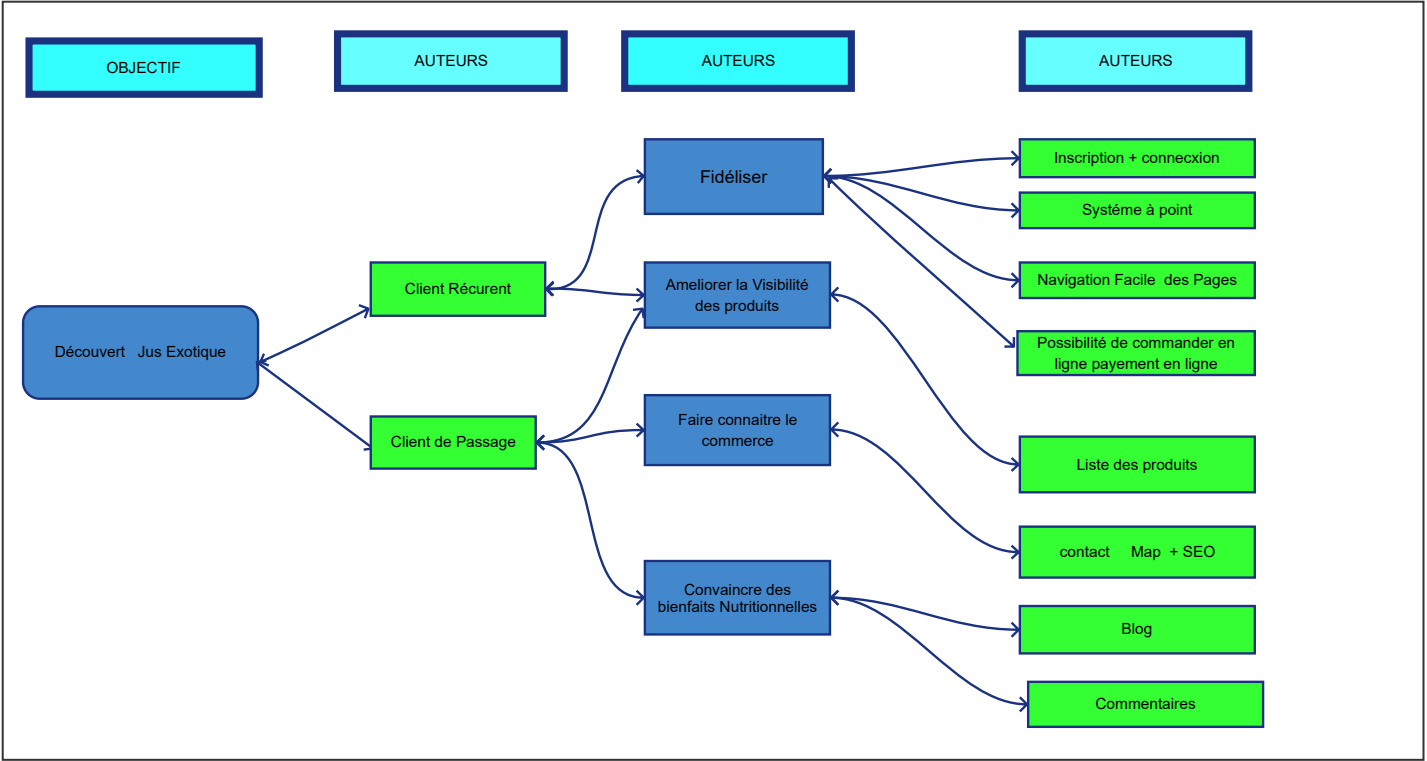 OBJECTIF
AUTEURS
AUTEURS
AUTEURS
Découvert Jus Exotique
Client Récurent
Client de Passage
Fidéliser
Ameliorer la Visibilité
des produits
Faire connaitre le
commerce
Convaincre des
bienfaits Nutritionnelles
Inscription + connecxion
Systéme à point
Navigation Facile des Pages
Possibilité de commander en
ligne payement en ligne
Liste des produits
contact Map + SEO
Blog
Commentaires